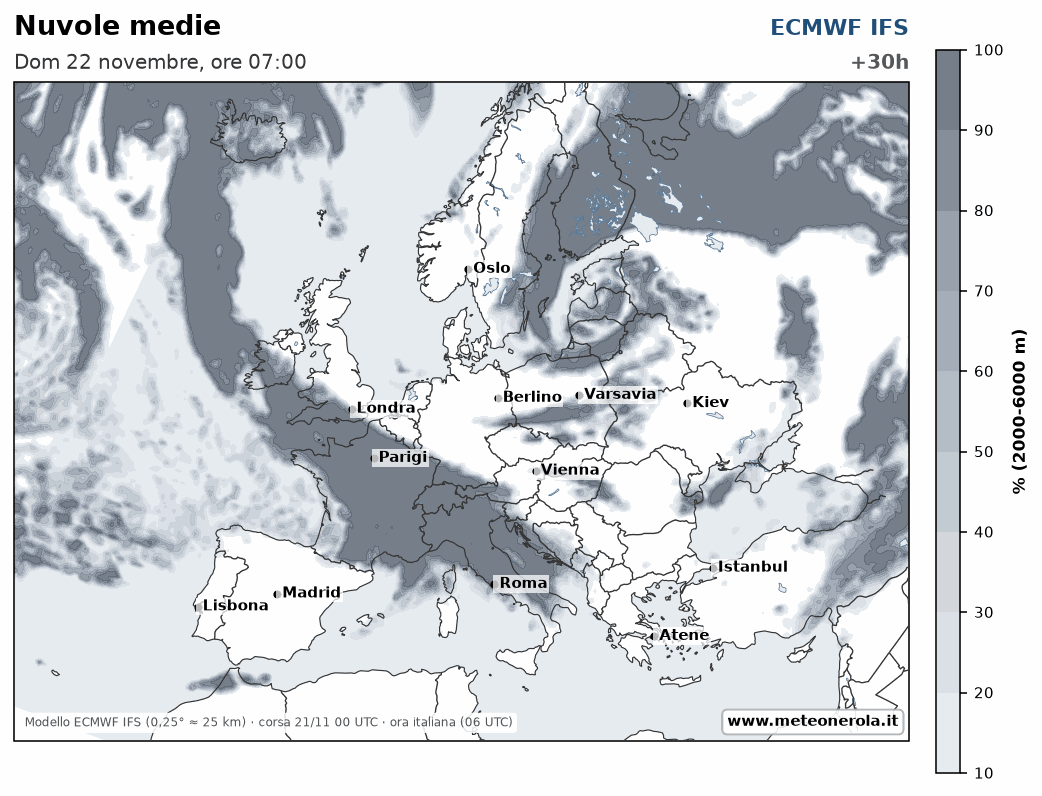 Nuvole medie
ECMWF IFS
Dom 22 novembre, ore 07:00
+30h
100
90
80
70
60
50
40
30
20
10
% (2000-6000 m)
Oslo
Berlino
Varsavia
Kiev
Londra
Parigi
Vienna
Istanbul
Roma
Madrid
Lisbona
Atene
Modello ECMWF IFS (0,25° ≈ 25 km) · corsa 21/11 00 UTC · ora italiana (06 UTC)
www.meteonerola.it